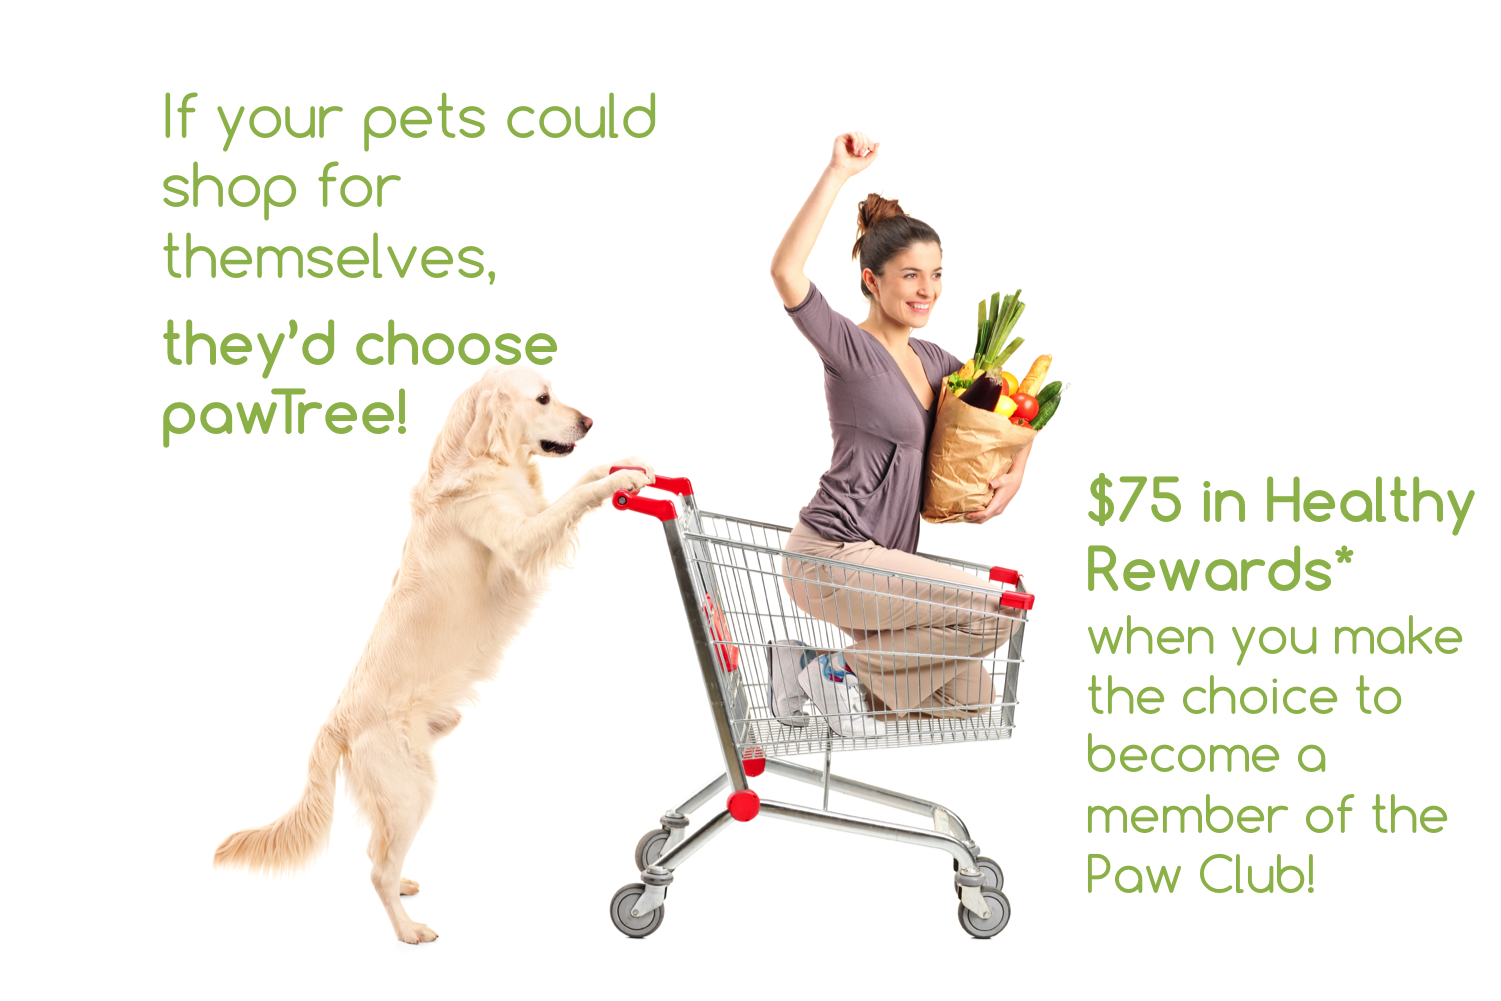 If your pets could
shop for
themselves,
they'd choose
pawTree!
$75 in Healthy
Rewards*
when you make
the choice to
become a
member of the
Paw Club!